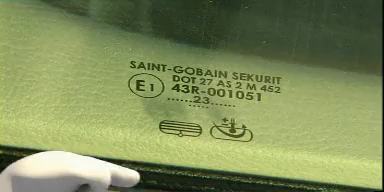 SAINT-GOBAIN SEKURIT
DOT 27 AS 2 M 452
E1 43R-001051
.......23......
.....